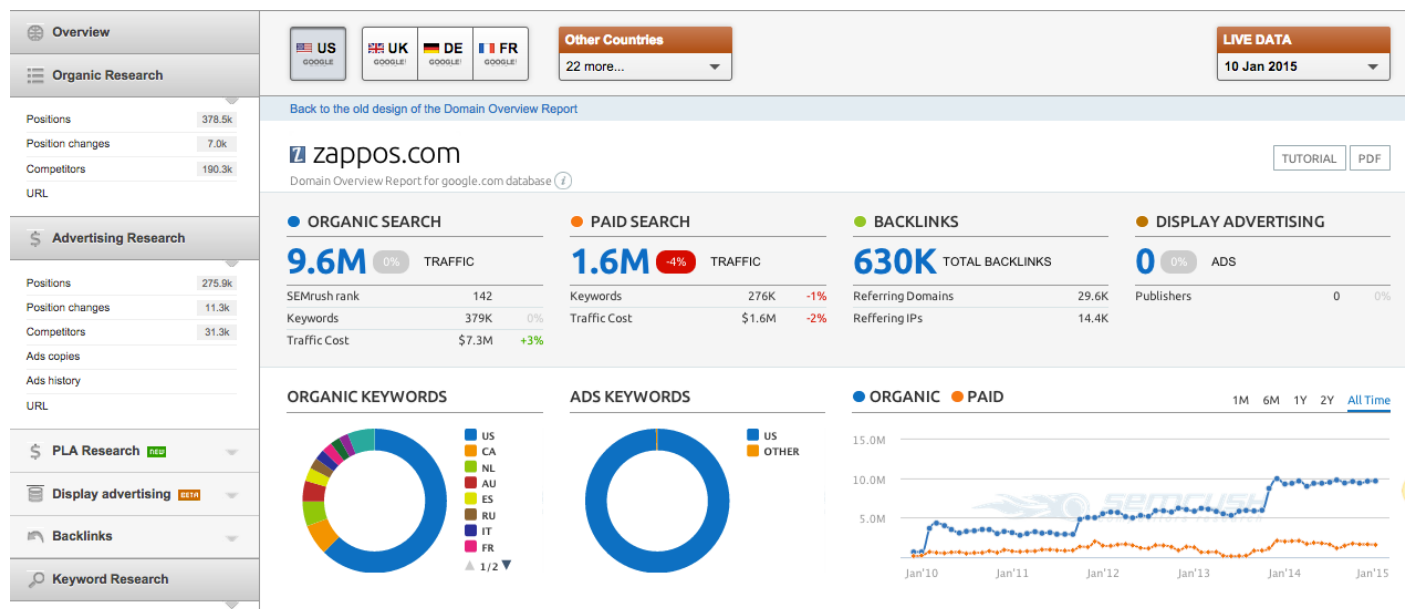 Overview
Organic Research
Positions 378.5k
Position changes 7.0k
Competitors 190.3k
URL
Advertising Research
Positions 275.9k
Position changes 11.3k
Competitors 31.3k
Ads copies
Ads history
URL
PLA Research new
Display advertising BETA
Backlinks
Keyword Research
US GOOGLE
UK GOOGLE!
DE GOOGLE!
FR GOOGLE!
Other Countries
22 more...
LIVE DATA
10 Jan 2015
Back to the old design of the Domain Overview Report
Z zappos.com
TUTORIAL PDF
Domain Overview Report for google.com database i
ORGANIC SEARCH
9.6M 0% TRAFFIC
SEMrush rank 142
Keywords 379K 0%
Traffic Cost $7.3M +3%
PAID SEARCH
1.6M -4% TRAFFIC
Keywords 276K -1%
Traffic Cost $1.6M -2%
BACKLINKS
630K TOTAL BACKLINKS
Referring Domains 29.6K
Reffering IPs 14.4K
DISPLAY ADVERTISING
0 0% ADS
Publishers 0 0%
ORGANIC KEYWORDS
US
CA
NL
AU
ES
RU
IT
FR
1/2
ADS KEYWORDS
US
OTHER
ORGANIC PAID
1M 6M 1Y 2Y All Time
15.0M
10.0M
5.0M
semrush
Jan'10 Jan'11 Jan'12 Jan'13 Jan'14 Jan'15